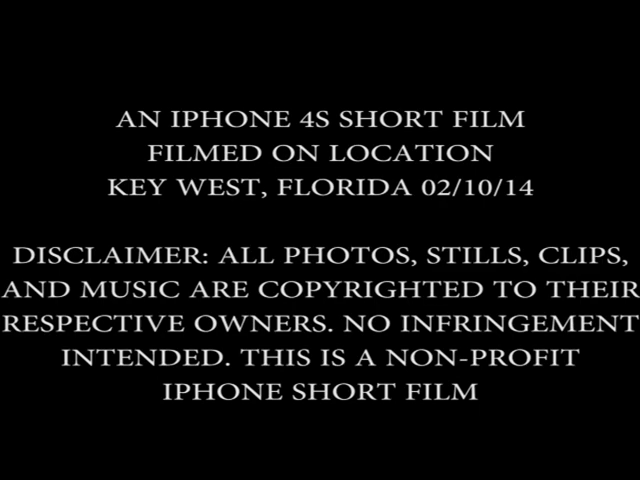 AN IPHONE 4S SHORT FILM
FILMED ON LOCATION
KEY WEST, FLORIDA 02/10/14
DISCLAIMER: ALL PHOTOS, STILLS, CLIPS,
AND MUSIC ARE COPYRIGHTED TO THEIR
RESPECTIVE OWNERS. NO INFRINGEMENT
INTENDED. THIS IS A NON-PROFIT
IPHONE SHORT FILM